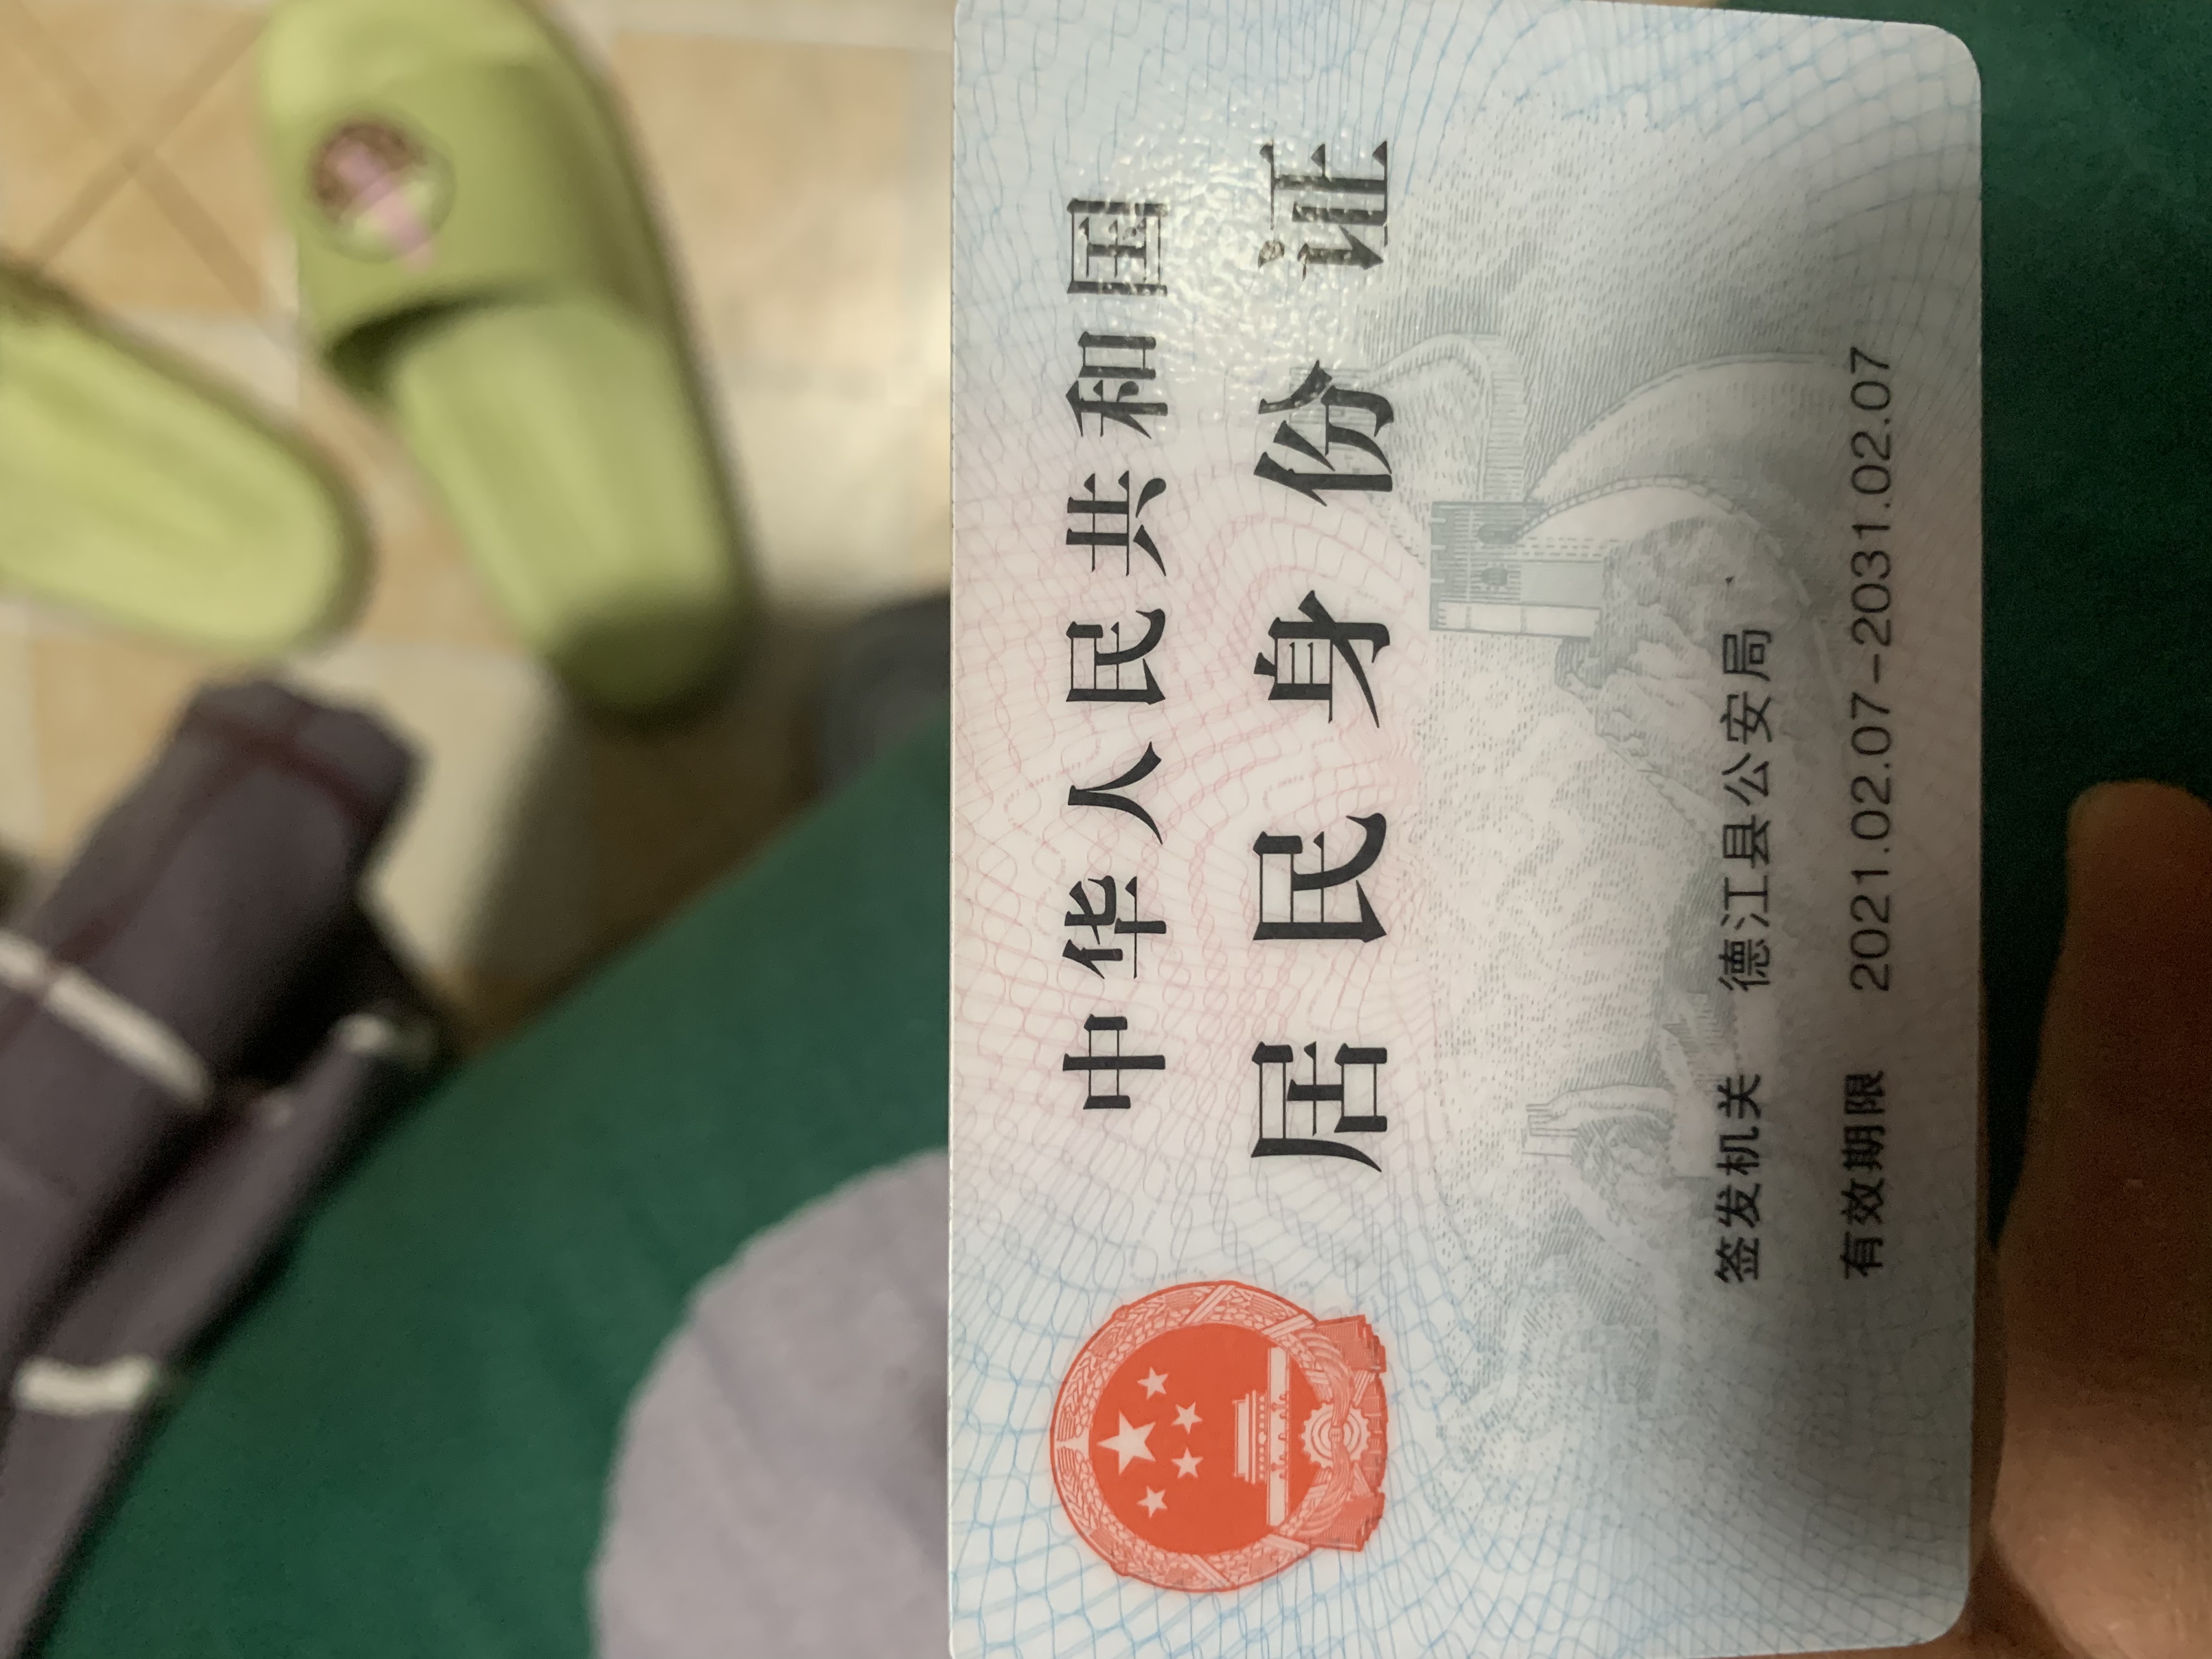 中华人民共和国
居民身份证
签发机关 德江县公安局
有效期限 2021.02.07-2031.02.07